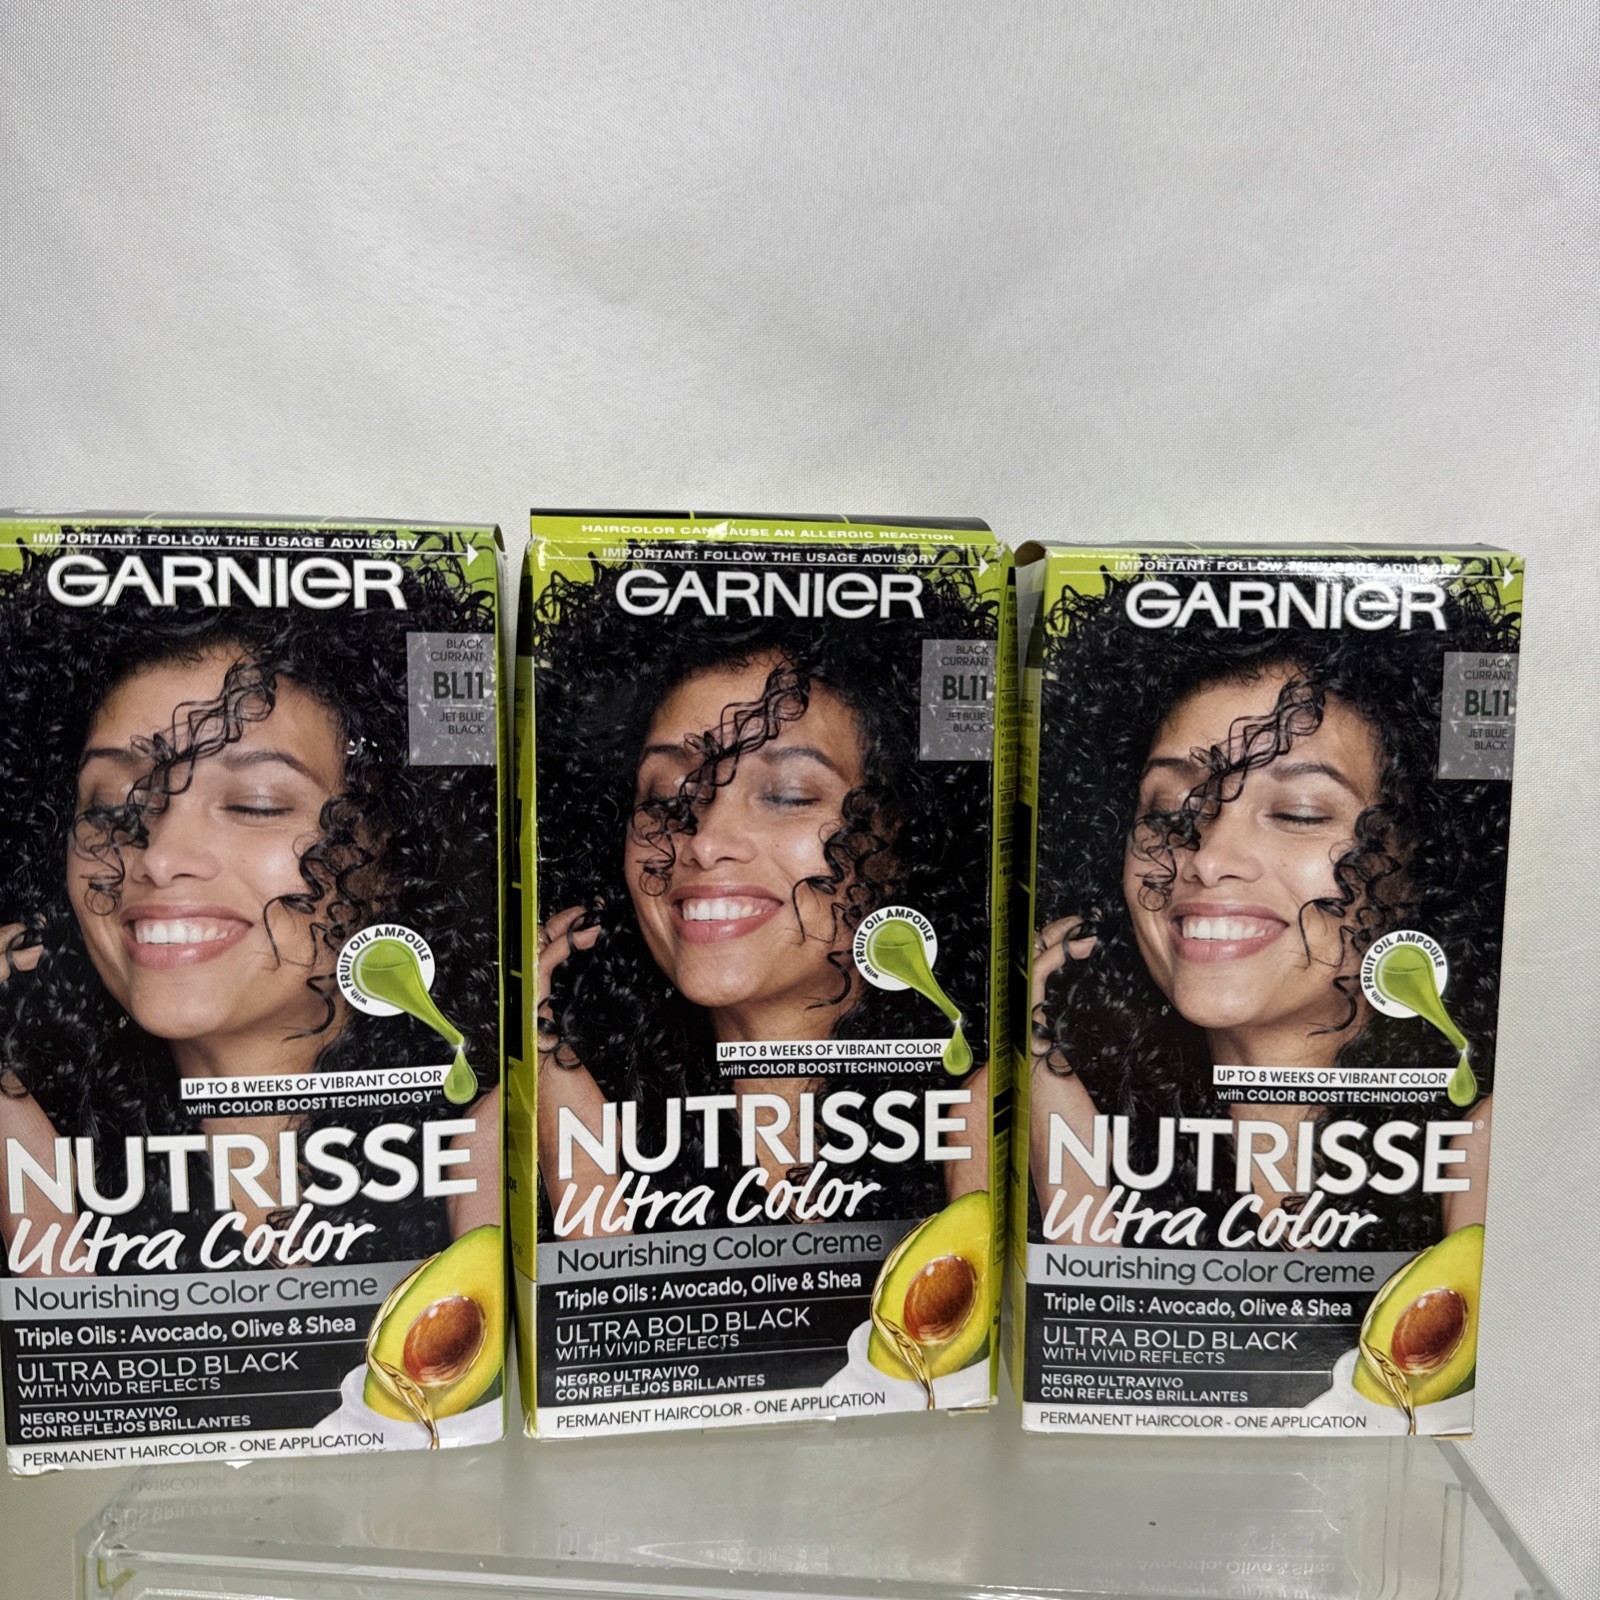 IMPORTANT: FOLLOW THE USAGE ADVISORY
GARNIER
BLACK
CURRANT
BL11
JET BLUE
BLACK
with FRUIT OIL AMPOULE
UP TO 8 WEEKS OF VIBRANT COLOR
with COLOR BOOST TECHNOLOGY™
NUTRISSE
Ultra Color
Nourishing Color Creme
Triple Oils : Avocado, Olive & Shea
ULTRA BOLD BLACK
WITH VIVID REFLECTS
NEGRO ULTRAVIVO
CON REFLEJOS BRILLANTES
PERMANENT HAIRCOLOR - ONE APPLICATION
HAIRCOLOR CAN CAUSE AN ALLERGIC REACTION
IMPORTANT: FOLLOW THE USAGE ADVISORY
GARNIER
BLACK
CURRANT
BL11
JET BLUE
BLACK
with FRUIT OIL AMPOULE
UP TO 8 WEEKS OF VIBRANT COLOR
with COLOR BOOST TECHNOLOGY™
NUTRISSE
Ultra Color
Nourishing Color Creme
Triple Oils : Avocado, Olive & Shea
ULTRA BOLD BLACK
WITH VIVID REFLECTS
NEGRO ULTRAVIVO
CON REFLEJOS BRILLANTES
PERMANENT HAIRCOLOR - ONE APPLICATION
IMPORTANT: FOLLOW THE USAGE ADVISORY
GARNIER
BLACK
CURRANT
BL11
JET BLUE
BLACK
with FRUIT OIL AMPOULE
UP TO 8 WEEKS OF VIBRANT COLOR
with COLOR BOOST TECHNOLOGY™
NUTRISSE®
Ultra Color
Nourishing Color Creme
Triple Oils : Avocado, Olive & Shea
ULTRA BOLD BLACK
WITH VIVID REFLECTS
NEGRO ULTRAVIVO
CON REFLEJOS BRILLANTES
PERMANENT HAIRCOLOR - ONE APPLICATION